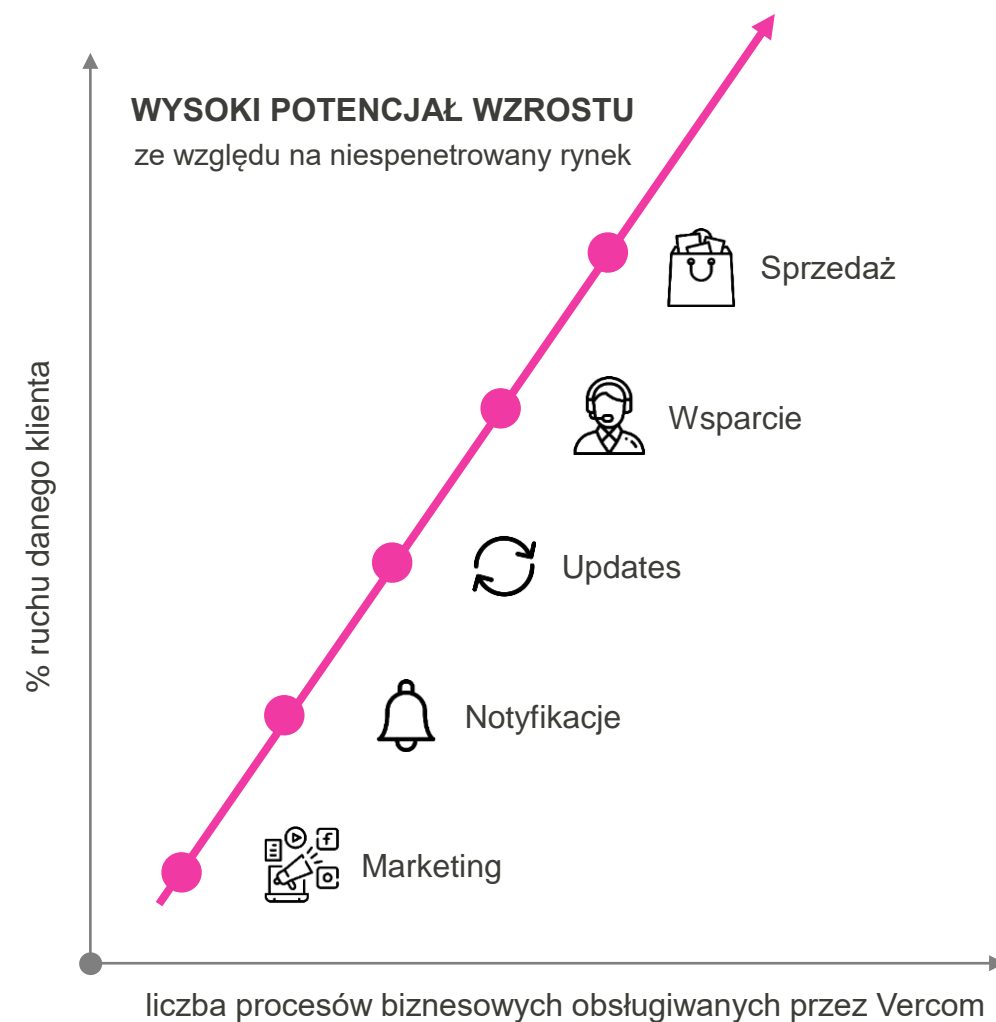 WYSOKI POTENCJAŁ WZROSTU
ze względu na niespenetrowany rynek
Sprzedaż
Wsparcie
Updates
Notyfikacje
Marketing
% ruchu danego klienta
liczba procesów biznesowych obsługiwanych przez Vercom